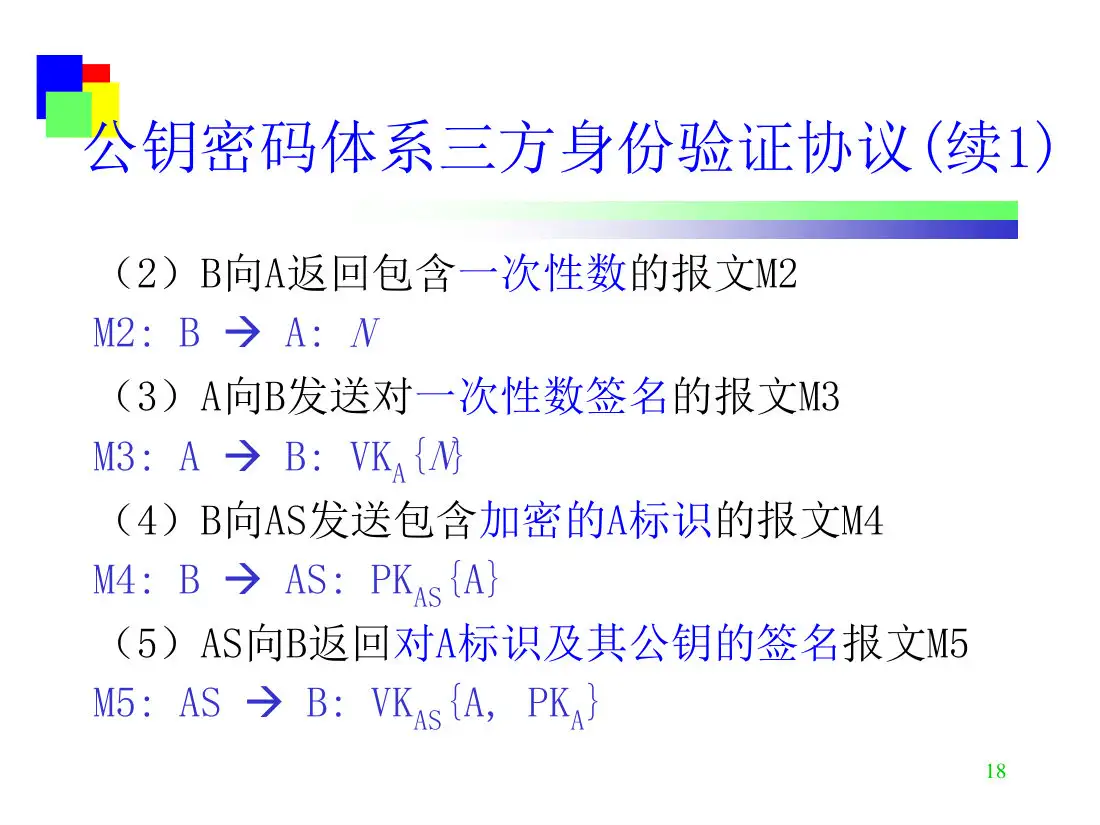 公钥密码体系三方身份验证协议(续1)
（2）B向A返回包含一次性数的报文M2
M2: B → A: N
（3）A向B发送对一次性数签名的报文M3
M3: A → B: VK_A{N}
（4）B向AS发送包含加密的A标识的报文M4
M4: B → AS: PK_AS{A}
（5）AS向B返回对A标识及其公钥的签名报文M5
M5: AS → B: VK_AS{A, PK_A}
18